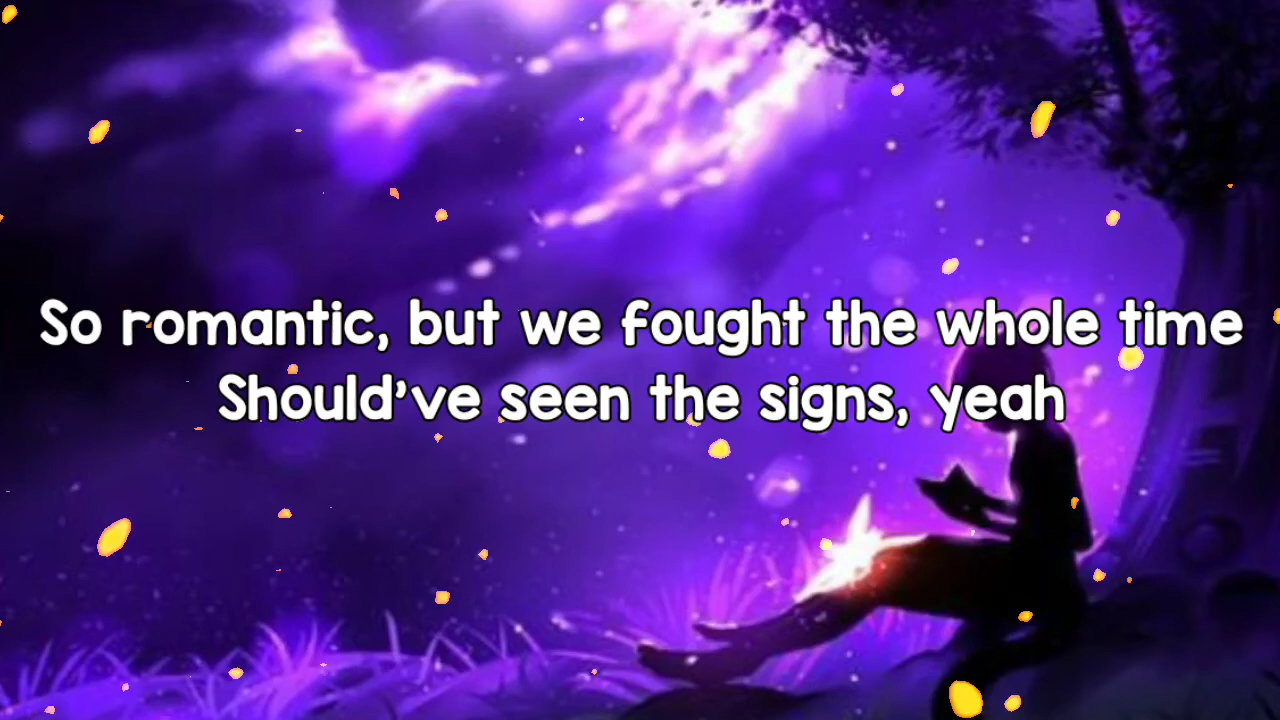 So romantic, but we fought the whole time
Should've seen the signs, yeah